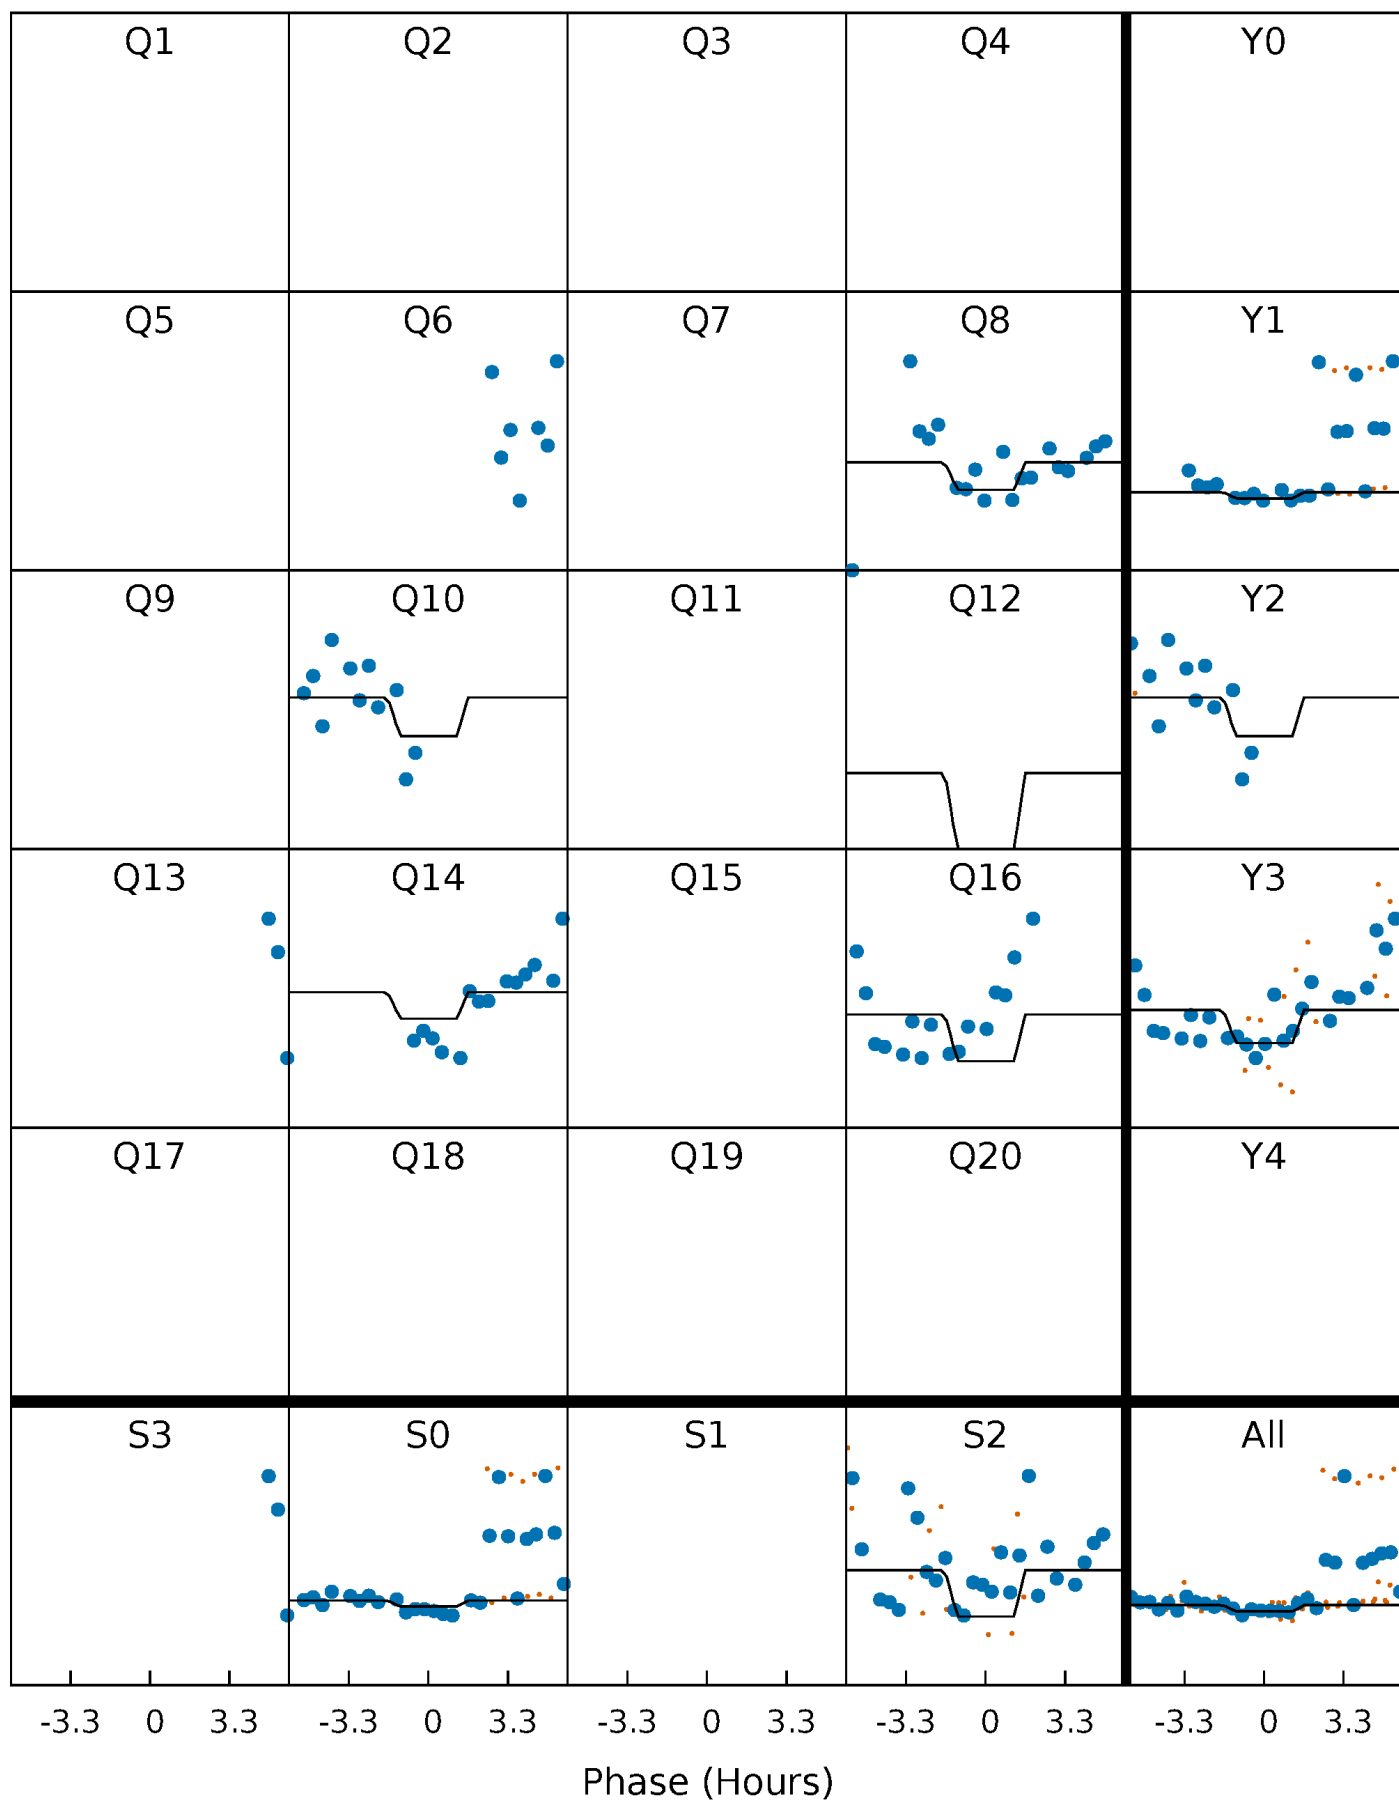 Q1 Q2 Q3 Q4 Y0
Q5 Q6 Q7 Q8 Y1
Q9 Q10 Q11 Q12 Y2
Q13 Q14 Q15 Q16 Y3
Q17 Q18 Q19 Q20 Y4
S3 S0 S1 S2 All
-3.3 0 3.3 -3.3 0 3.3 -3.3 0 3.3 -3.3 0 3.3 -3.3 0 3.3
Phase (Hours)